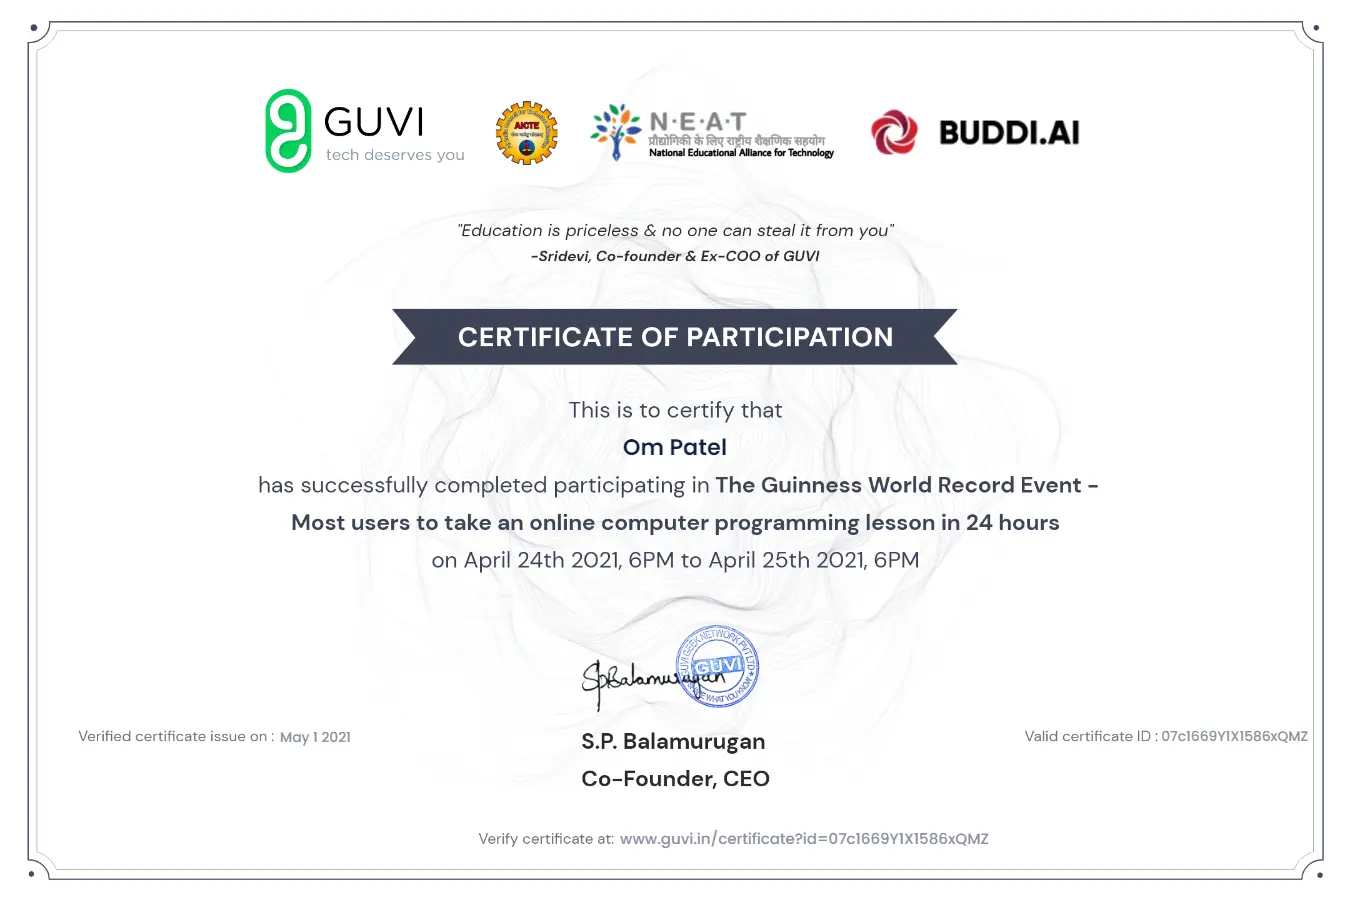 GUVI
tech deserves you
AICTE
N·E·A·T
प्रौद्योगिकी के लिए राष्ट्रीय शैक्षणिक सहयोग
National Educational Alliance for Technology
BUDDI.AI
"Education is priceless & no one can steal it from you"
-Sridevi, Co-founder & Ex-COO of GUVI
CERTIFICATE OF PARTICIPATION
This is to certify that
Om Patel
has successfully completed participating in The Guinness World Record Event -
Most users to take an online computer programming lesson in 24 hours
on April 24th 2021, 6PM to April 25th 2021, 6PM
SpBalamurugan
GUVI GEEK NETWORK PVT LTD
GUVI
WHAT YOU KNOW
Verified certificate issue on : May 1 2021
Valid certificate ID : 07c1669Y1X1586xQMZ
S.P. Balamurugan
Co-Founder, CEO
Verify certificate at: www.guvi.in/certificate?id=07c1669Y1X1586xQMZ